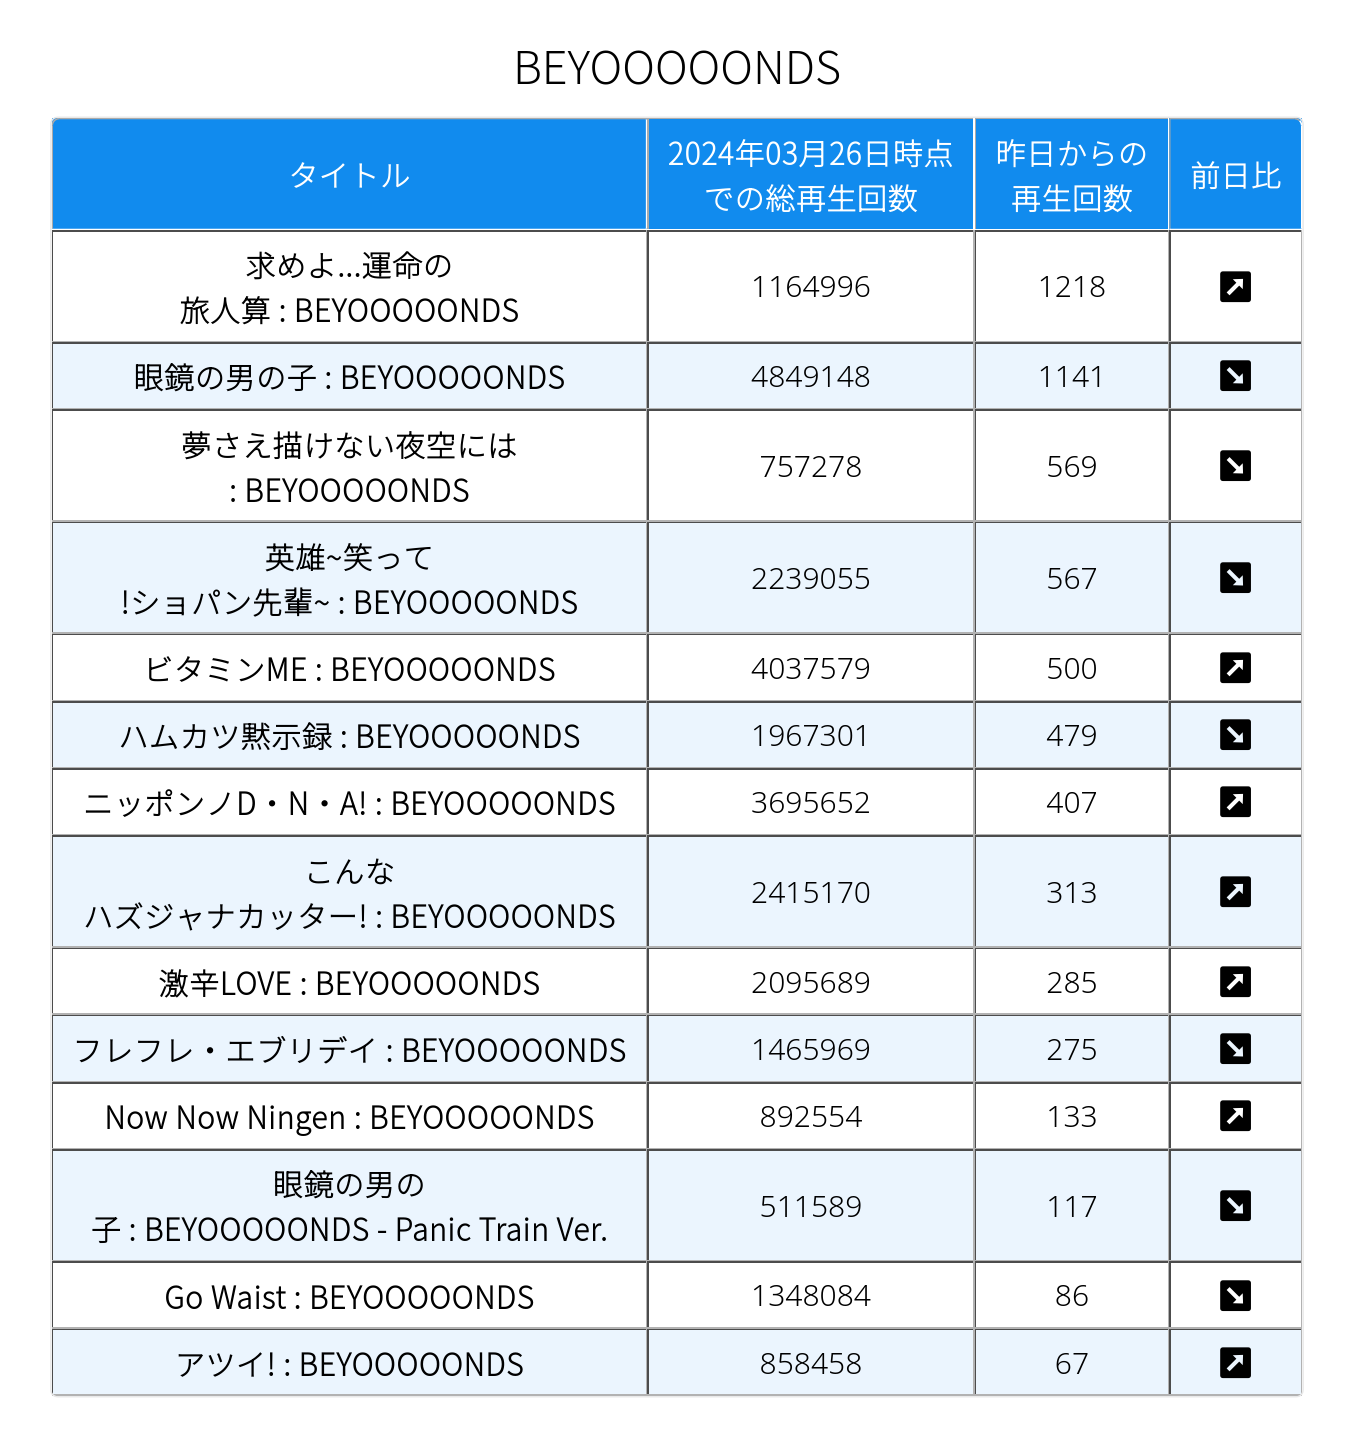 BEYOOOOONDS
タイトル
2024年03月26日時点
での総再生回数
昨日からの
再生回数
前日比
求めよ...運命の
旅人算 : BEYOOOOONDS
1164996
1218
眼鏡の男の子 : BEYOOOOONDS
4849148
1141
夢さえ描けない夜空には
: BEYOOOOONDS
757278
569
英雄~笑って
!ショパン先輩~ : BEYOOOOONDS
2239055
567
ビタミンME : BEYOOOOONDS
4037579
500
ハムカツ黙示録 : BEYOOOOONDS
1967301
479
ニッポンノD・N・A! : BEYOOOOONDS
3695652
407
こんな
ハズジャナカッター! : BEYOOOOONDS
2415170
313
激辛LOVE : BEYOOOOONDS
2095689
285
フレフレ・エブリデイ : BEYOOOOONDS
1465969
275
Now Now Ningen : BEYOOOOONDS
892554
133
眼鏡の男の
子 : BEYOOOOONDS - Panic Train Ver.
511589
117
Go Waist : BEYOOOOONDS
1348084
86
アツイ! : BEYOOOOONDS
858458
67